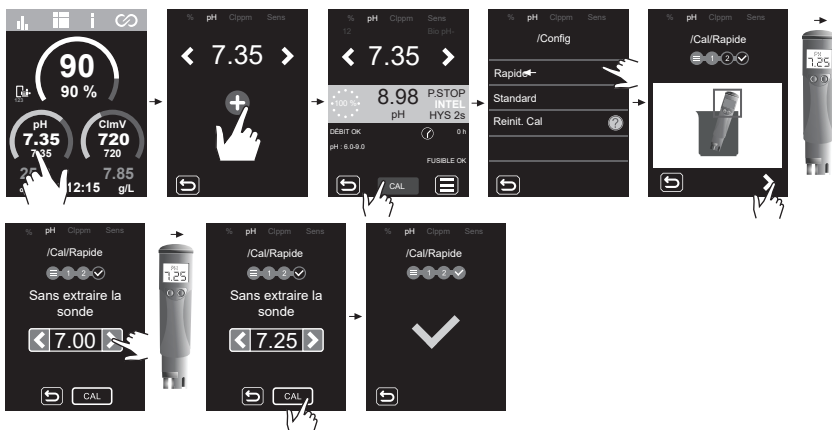 90
90 %
pH
7.35
7.35
ClmV
720
720
12:15
7.85
g/L
% pH Clppm Sens
7.35
% pH Clppm Sens
12 Bio pH-
7.35
100 %
8.98
pH
P.STOP
INTEL
HYS 2s
DÉBIT OK
0 h
pH : 6.0-9.0
FUSIBLE OK
CAL
% pH Clppm Sens
/Config
Rapide
Standard
Reinit. Cal ?
% pH Clppm Sens
/Cal/Rapide
1 2
PH
7.25
% pH Clppm Sens
/Cal/Rapide
1 2
Sans extraire la
sonde
7.00
CAL
PH
7.25
% pH Clppm Sens
/Cal/Rapide
1 2
Sans extraire la
sonde
7.25
CAL
% pH Clppm Sens
/Cal/Rapide
1 2